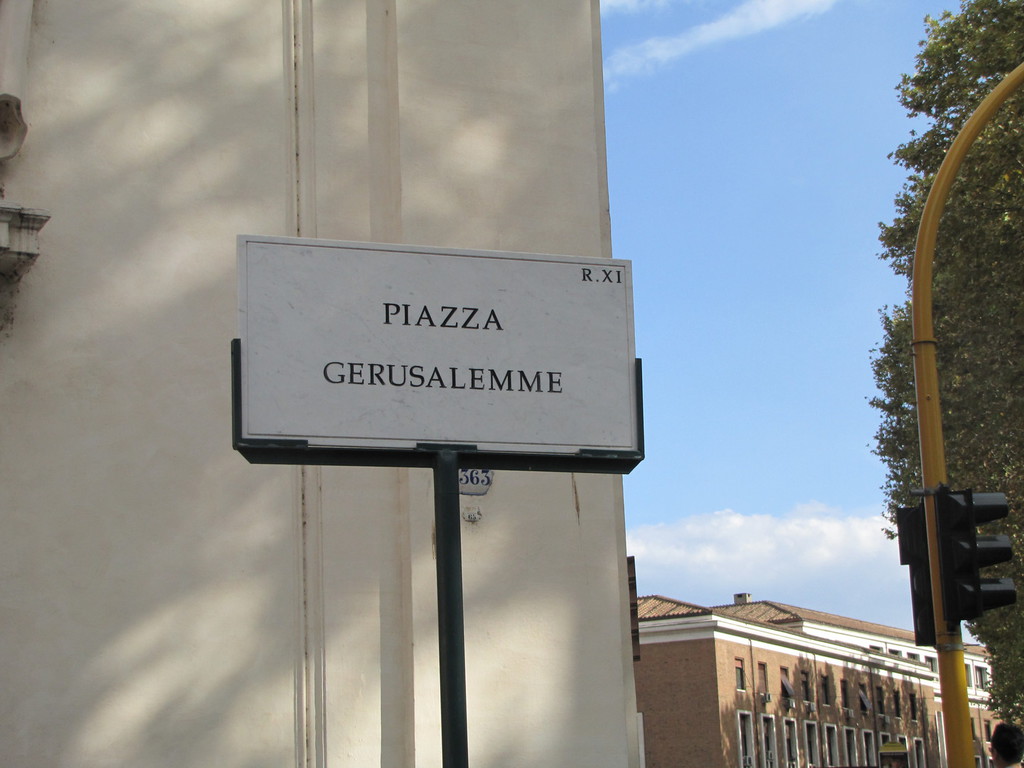 R.XI
PIAZZA
GERUSALEMME
363